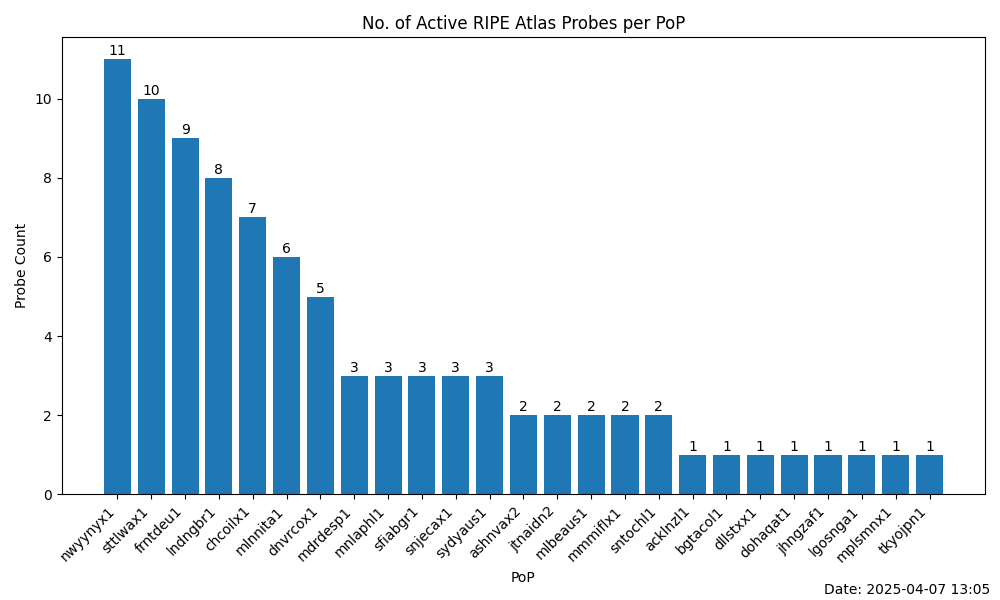 No. of Active RIPE Atlas Probes per PoP
11
10
9
8
7
6
5
3
3
3
3
3
2
2
2
2
2
1
1
1
1
1
1
1
1
10
8
6
4
2
0
Probe Count
nwyynyx1
sttlwax1
frntdeu1
lndngbr1
chcoilx1
mlnnita1
dnvrcox1
mdrdesp1
mnlaphl1
sfiabgr1
snjecax1
sydyaus1
ashnvax2
jtnaidn2
mlbeaus1
mmmiflx1
sntochl1
acklnzl1
bgtacol1
dllstxx1
dohaqat1
jhngzaf1
lgosnga1
mplsmnx1
tkyojpn1
PoP
Date: 2025-04-07 13:05